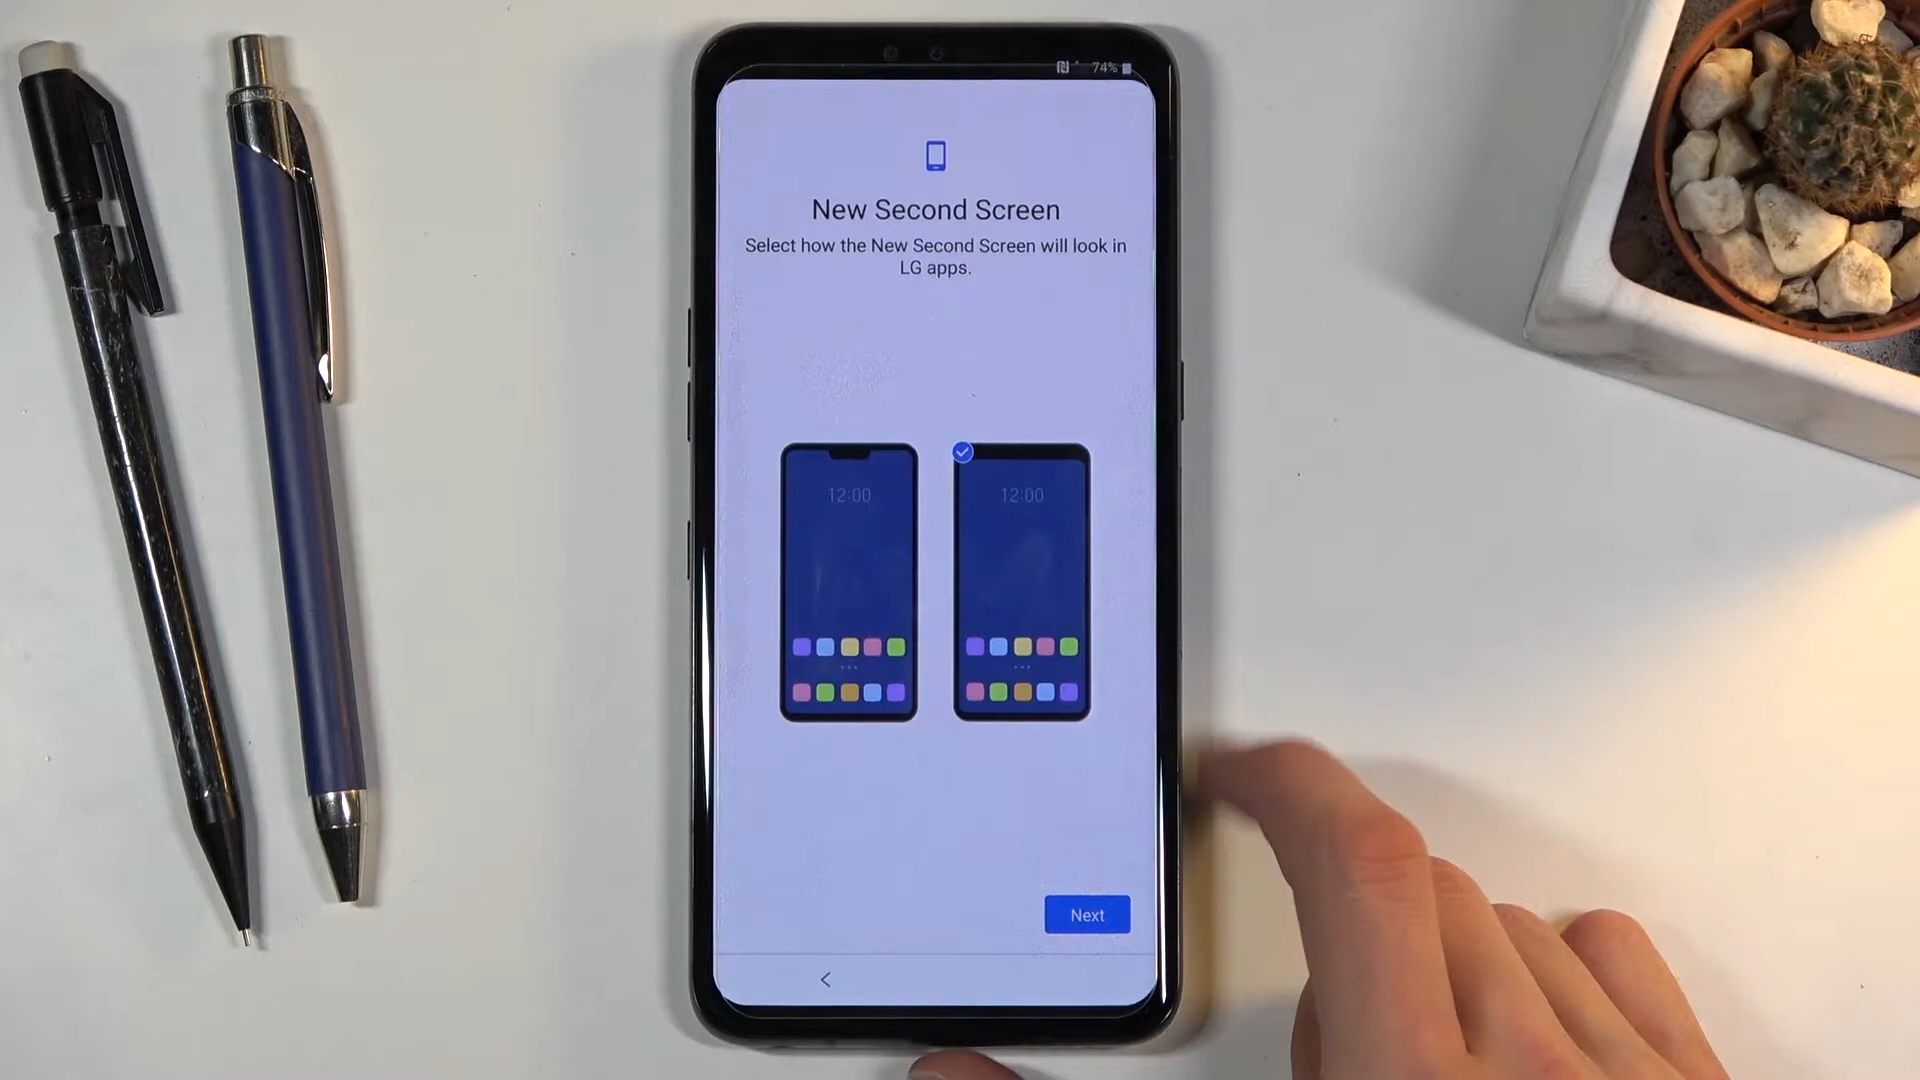 74%
New Second Screen
Select how the New Second Screen will look in
LG apps.
12:00
12:00
Next